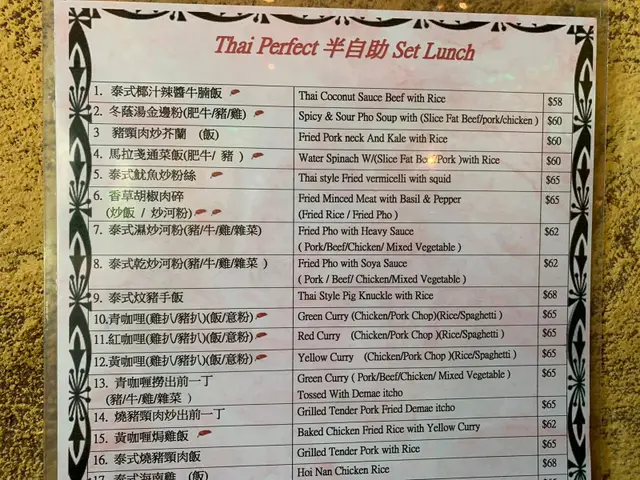 Thai Perfect 半自助 Set Lunch
1. 泰式椰汁辣醬牛腩飯 Thai Coconut Sauce Beef with Rice $58
2. 冬蔭湯金邊粉(肥牛/豬/雞) Spicy & Sour Pho Soup with (Slice Fat Beef/pork/chicken ) $60
3 豬頸肉炒芥蘭 (飯) Fried Pork neck And Kale with Rice $60
4. 馬拉盞通菜飯(肥牛/ 豬 ) Water Spinach W/(Slice Fat Beef/Pork )with Rice $60
5. 泰式魷魚炒粉絲 Thai style Fried vermicelli with squid $65
6. 香草胡椒肉碎 Fried Minced Meat with Basil & Pepper $65
(炒飯 / 炒河粉) (Fried Rice / Fried Pho )
7. 泰式濕炒河粉(豬/牛/雞/雜菜) Fried Pho with Heavy Sauce $62
( Pork/Beef/Chicken/ Mixed Vegetable )
8. 泰式乾炒河粉(豬/牛/雞/雜菜 ) Fried Pho with Soya Sauce $62
( Pork / Beef/ Chicken/Mixed Vegetable )
9. 泰式炆豬手飯 Thai Style Pig Knuckle with Rice $68
10.青咖哩(雞扒/豬扒)(飯/意粉) Green Curry (Chicken/Pork Chop)(Rice/Spaghetti ) $65
11.紅咖哩(雞扒/豬扒)(飯/意粉) Red Curry (Chicken/Pork Chop )(Rice/Spaghetti ) $65
12.黃咖哩(雞扒/豬扒)(飯/意粉) Yellow Curry (Chicken/Pork Chop )(Rice/Spaghetti ) $65
13. 青咖喱撈出前一丁 Green Curry ( Pork/Beef/Chicken/ Mixed Vegetable ) $65
(豬/牛/雞/雜菜 ) Tossed With Demae itcho
14. 燒豬頸肉炒出前一丁 Grilled Tender Pork Fried Demae itcho $65
15. 黃咖喱焗雞飯 Baked Chicken Fried Rice with Yellow Curry $62
16. 泰式燒豬頸肉飯 Grilled Tender Pork with Rice $65
17. 泰式海南雞 (飯) Hoi Nan Chicken Rice $68